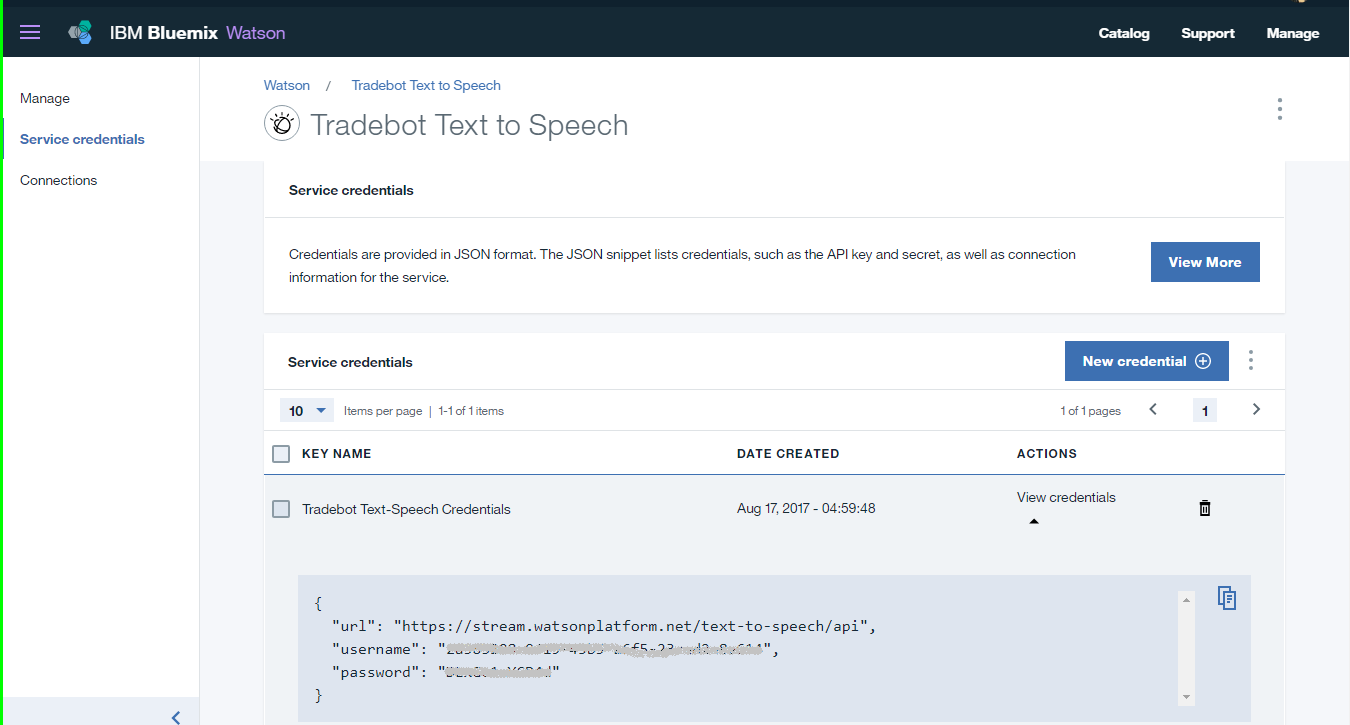 IBM Bluemix Watson
Catalog Support Manage
Manage
Service credentials
Connections
Watson / Tradebot Text to Speech
Tradebot Text to Speech
Service credentials
Credentials are provided in JSON format. The JSON snippet lists credentials, such as the API key and secret, as well as connection
information for the service.
View More
Service credentials
New credential
10 Items per page | 1-1 of 1 items
1 of 1 pages 1
KEY NAME DATE CREATED ACTIONS
Tradebot Text-Speech Credentials Aug 17, 2017 - 04:59:48 View credentials
{
"url": "https://stream.watsonplatform.net/text-to-speech/api",
"username": "
"password": "
}